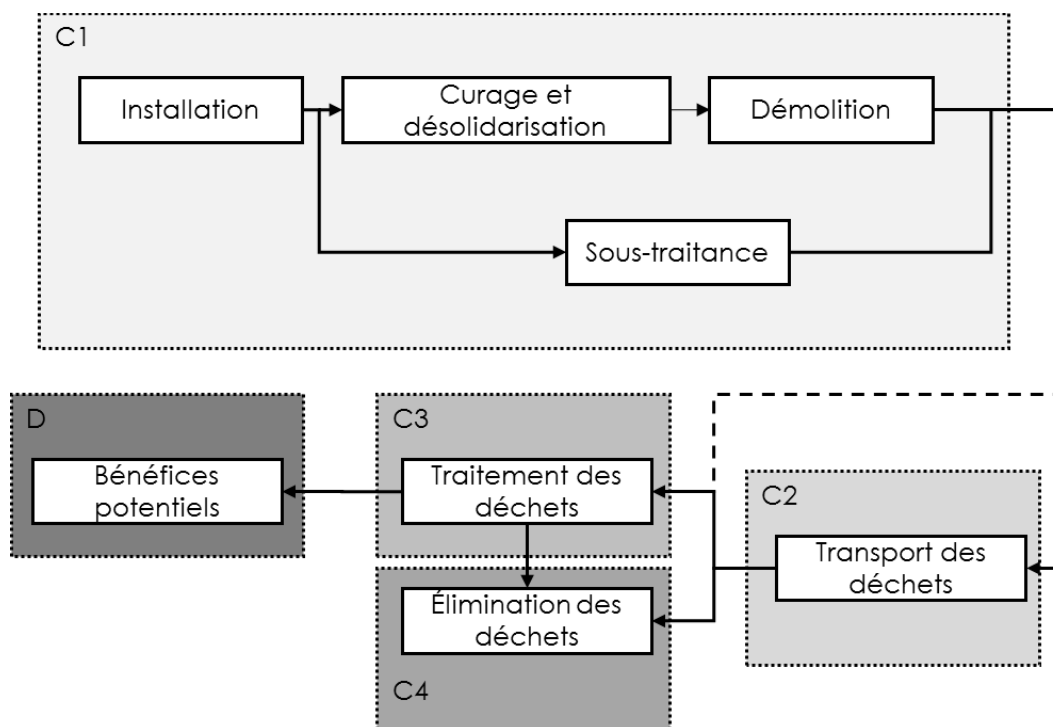 C1
Installation
Curage et
désolidarisation
Démolition
Sous-traitance
D
Bénéfices
potentiels
C3
Traitement des
déchets
C2
Transport des
déchets
Élimination des
déchets
C4